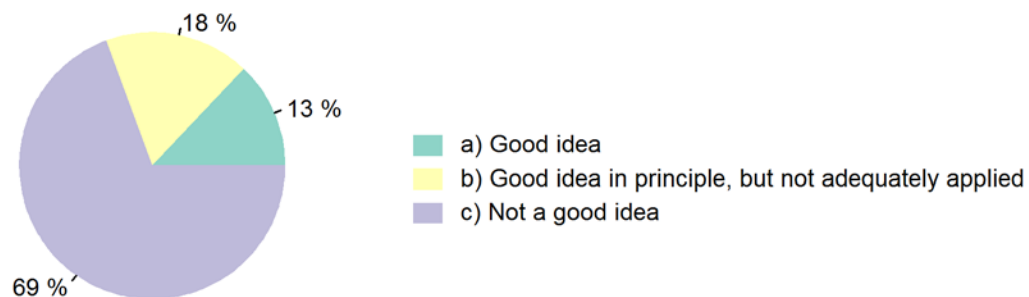 18 %
13 %
a) Good idea
b) Good idea in principle, but not adequately applied
c) Not a good idea
69 %